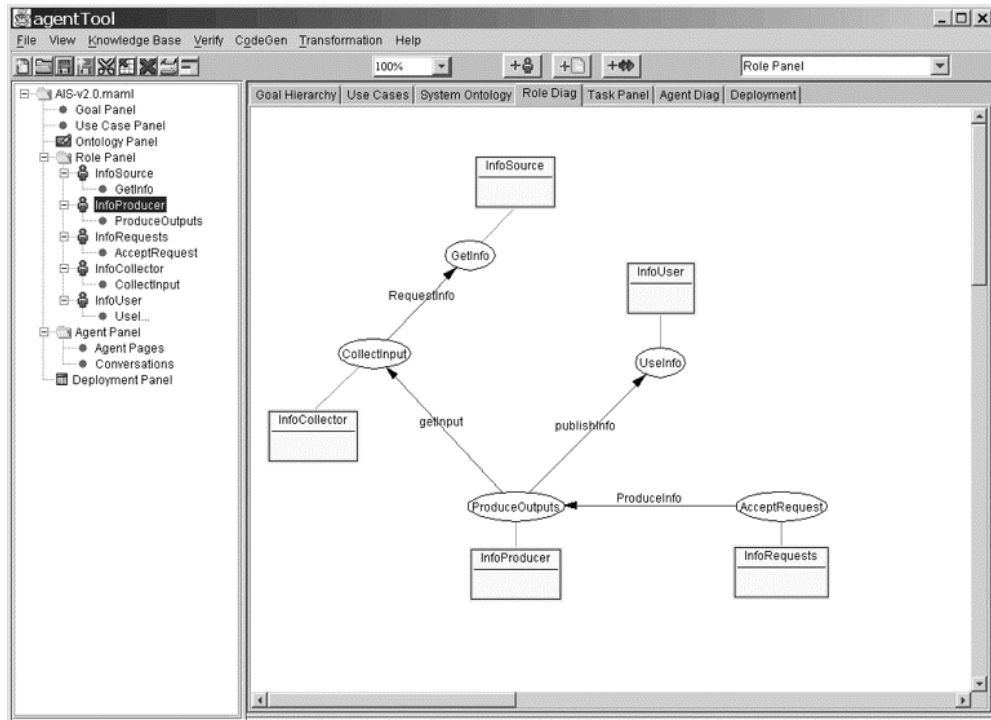 agentTool
File View Knowledge Base Verify CodeGen Transformation Help
100% Role Panel
AIS-v2.0.maml
Goal Panel
Use Case Panel
Ontology Panel
Role Panel
InfoSource
GetInfo
InfoProducer
ProduceOutputs
InfoRequests
AcceptRequest
InfoCollector
CollectInput
InfoUser
UseI...
Agent Panel
Agent Pages
Conversations
Deployment Panel
Goal Hierarchy Use Cases System Ontology Role Diag Task Panel Agent Diag Deployment
InfoSource
GetInfo
InfoUser
RequestInfo
CollectInput
UseInfo
InfoCollector
getInput
publishInfo
ProduceOutputs
ProduceInfo
AcceptRequest
InfoProducer
InfoRequests